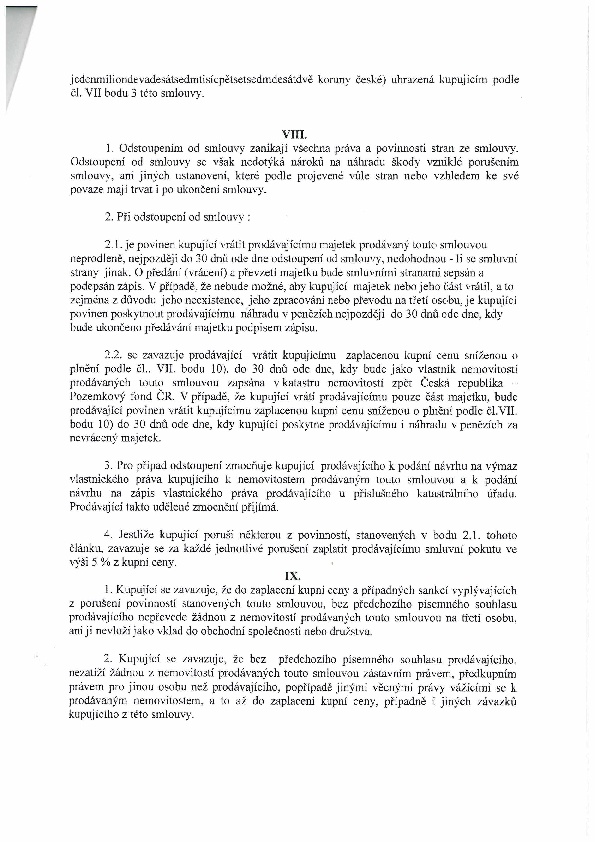 jedenmiliondevadesátsedmtisícpětsetsedmdesátdvě koruny české) uhrazená kupujícím podle
čl. VII bodu 3 této smlouvy.
VIII.
1. Odstoupením od smlouvy zanikají všechna práva a povinnosti stran ze smlouvy.
Odstoupení od smlouvy se však nedotýká nároků na náhradu škody vzniklé porušením
smlouvy, ani jiných ustanovení, které podle projevené vůle stran nebo vzhledem ke své
povaze mají trvat i po ukončení smlouvy.
2. Při odstoupení od smlouvy :
2.1. je povinen kupující vrátit prodávajícímu majetek prodávaný touto smlouvou
neprodleně, nejpozději do 30 dnů ode dne odstoupení od smlouvy, nedohodnou - li se smluvní
strany jinak. O předání (vrácení) a převzetí majetku bude smluvními stranami sepsán a
podepsán zápis. V případě, že nebude možné, aby kupující majetek nebo jeho část vrátil, a to
zejména z důvodu jeho neexistence, jeho zpracování nebo převodu na třetí osobu, je kupující
povinen poskytnout prodávajícímu náhradu v penězích nejpozději do 30 dnů ode dne, kdy
bude ukončeno předávání majetku podpisem zápisu.
2.2. se zavazuje prodávající vrátit kupujícímu zaplacenou kupní cenu sníženou o
plnění podle čl.. VII. bodu 10). do 30 dnů ode dne, kdy bude jako vlastník nemovitostí
prodávaných touto smlouvou zapsána v katastru nemovitostí zpět Česká republika –
Pozemkový fond ČR. V případě, že kupující vrátí prodávajícímu pouze část majetku, bude
prodávající povinen vrátit kupujícímu zaplacenou kupní cenu sníženou o plnění podle čl.VII.
bodu 10) do 30 dnů ode dne, kdy kupující poskytne prodávajícímu i náhradu v penězích za
nevrácený majetek.
3. Pro případ odstoupení zmocňuje kupující prodávajícího k podání návrhu na výmaz
vlastnického práva kupujícího k nemovitostem prodávaným touto smlouvou a k podání
návrhu na zápis vlastnického práva prodávajícího u příslušného katastrálního úřadu.
Prodávající takto udělené zmocnění přijímá.
4. Jestliže kupující poruší některou z povinností, stanovených v bodu 2.1. tohoto
článku, zavazuje se za každé jednotlivé porušení zaplatit prodávajícímu smluvní pokutu ve
výši 5 % z kupní ceny.
IX.
1. Kupující se zavazuje, že do zaplacení kupní ceny a případných sankcí vyplývajících
z porušení povinností stanovených touto smlouvou, bez předchozího písemného souhlasu
prodávajícího nepřevede žádnou z nemovitostí prodávaných touto smlouvou na třetí osobu,
ani ji nevloží jako vklad do obchodní společnosti nebo družstva.
2. Kupující se zavazuje, že bez předchozího písemného souhlasu prodávajícího,
nezatíží žádnou z nemovitostí prodávaných touto smlouvou zástavním právem, předkupním
právem pro jinou osobu než prodávajícího, popřípadě jinými věcnými právy vážícími se k
prodávaným nemovitostem, a to až do zaplacení kupní ceny, případně i jiných závazků
kupujícího z této smlouvy.